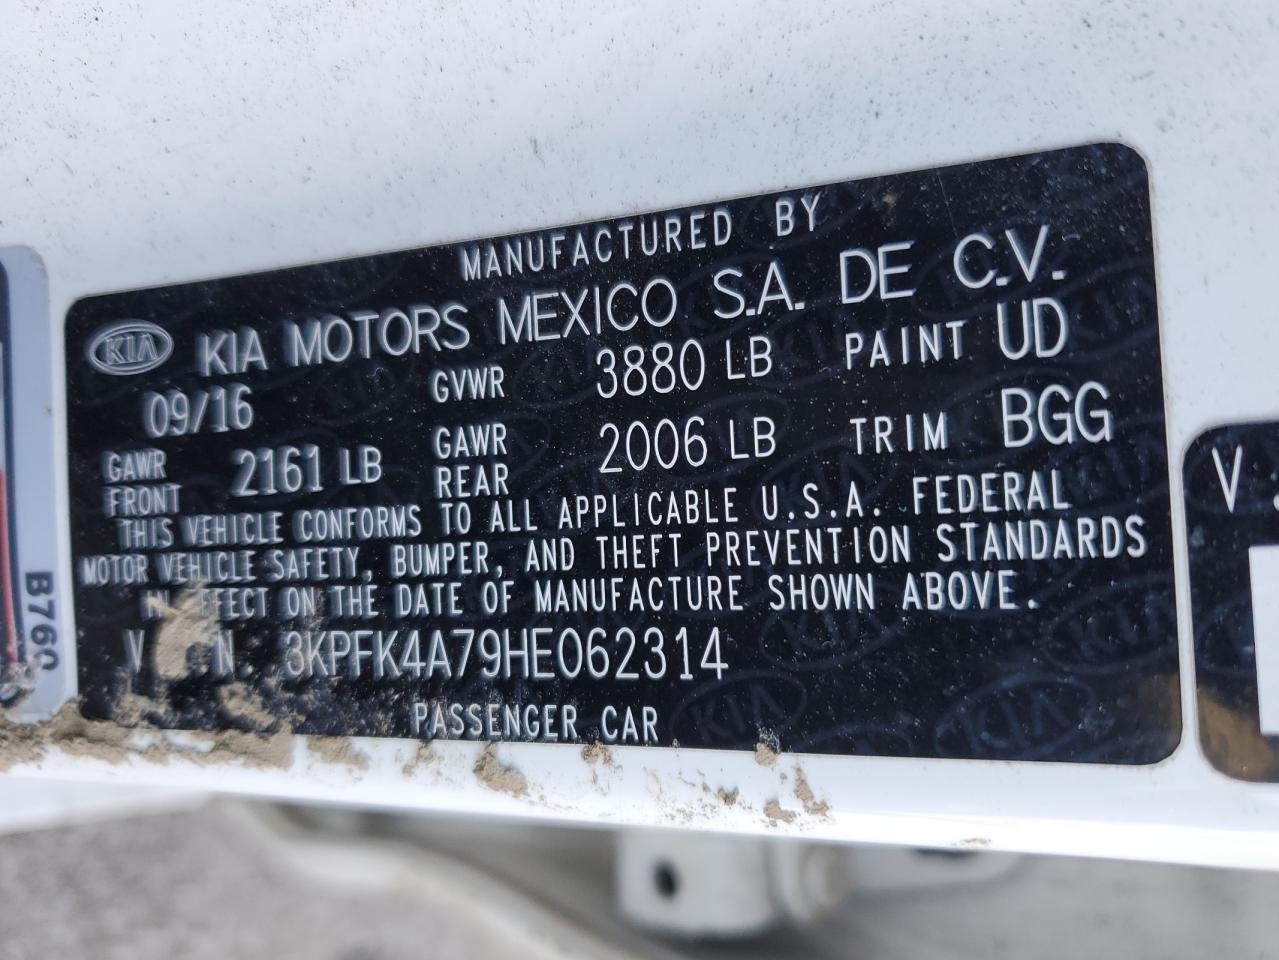 MANUFACTURED BY
KIA KIA MOTORS MEXICO S.A. DE C.V.
09/16 GVWR 3880 LB PAINT UD
GAWR FRONT 2161 LB GAWR REAR 2006 LB TRIM BGG
THIS VEHICLE CONFORMS TO ALL APPLICABLE U.S.A. FEDERAL
MOTOR VEHICLE SAFETY, BUMPER, AND THEFT PREVENTION STANDARDS
IN EFFECT ON THE DATE OF MANUFACTURE SHOWN ABOVE.
V N. 3KPFK4A79HE062314
PASSENGER CAR
B760
V.